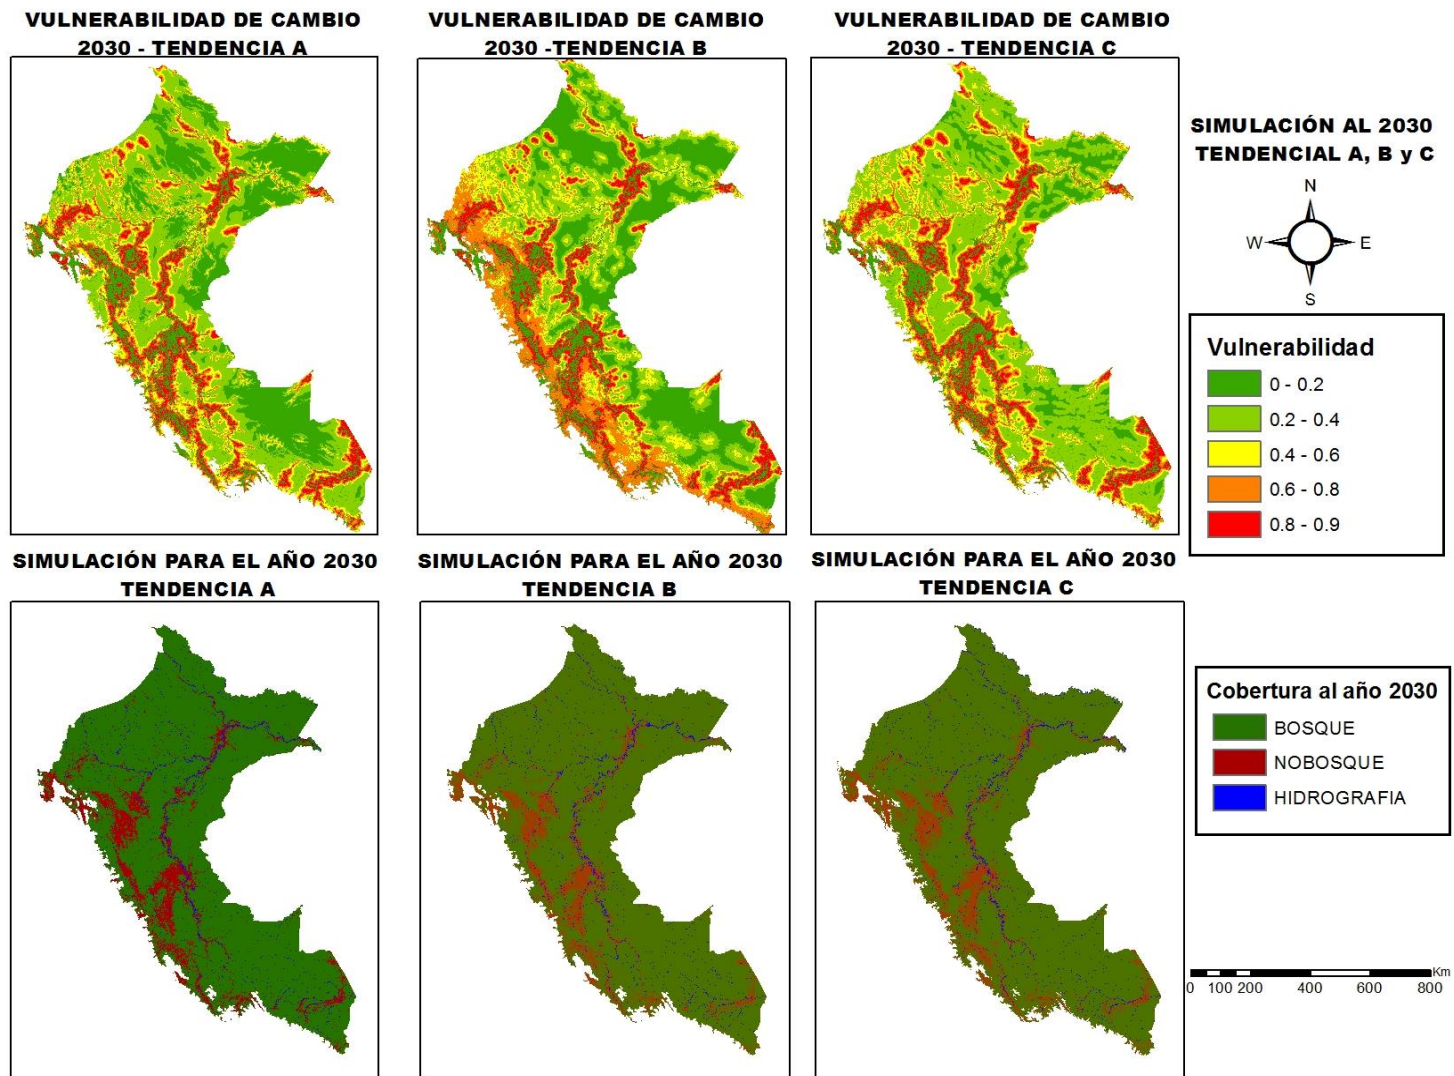 VULNERABILIDAD DE CAMBIO
2030 - TENDENCIA A
VULNERABILIDAD DE CAMBIO
2030 -TENDENCIA B
VULNERABILIDAD DE CAMBIO
2030 - TENDENCIA C
SIMULACIÓN AL 2030
TENDENCIAL A, B y C
N
W
E
S
Vulnerabilidad
0 - 0.2
0.2 - 0.4
0.4 - 0.6
0.6 - 0.8
0.8 - 0.9
SIMULACIÓN PARA EL AÑO 2030
TENDENCIA A
SIMULACIÓN PARA EL AÑO 2030
TENDENCIA B
SIMULACIÓN PARA EL AÑO 2030
TENDENCIA C
Cobertura al año 2030
BOSQUE
NOBOSQUE
HIDROGRAFIA
Km
0 100 200 400 600 800